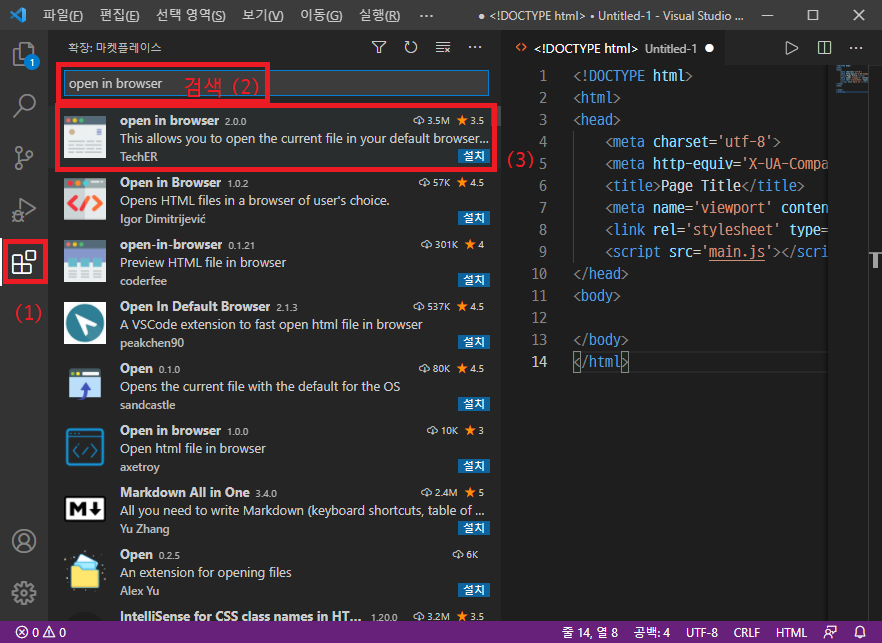 파일(F) 편집(E) 선택 영역(S) 보기(V) 이동(G) 실행(R) ··· ● <!DOCTYPE html> • Untitled-1 - Visual Studio ...
확장: 마켓플레이스 ···
1
open in browser 검색 (2)
open in browser 2.0.0 3.5M ★ 3.5
This allows you to open the current file in your default browser...
TechER 설치
(3)
Open in Browser 1.0.2 57K ★ 4.5
Opens HTML files in a browser of user's choice.
Igor Dimitrijević 설치
open-in-browser 0.1.21 301K ★ 4
Preview HTML file in browser
coderfee 설치
(1)
Open In Default Browser 2.1.3 537K ★ 4.5
A VSCode extension to fast open html file in browser
peakchen90 설치
Open 0.1.0 80K ★ 4.5
Opens the current file with the default for the OS
sandcastle 설치
Open in browser 1.0.0 10K ★ 3
Open html file in browser
axetroy 설치
M
Markdown All in One 3.4.0 2.4M ★ 5
All you need to write Markdown (keyboard shortcuts, table of ...
Yu Zhang 설치
Open 0.2.5 6K
An extension for opening files
Alex Yu 설치
IntelliSense for CSS class names in HT... 1.20.0 3.2M ★ 3.5
<> <!DOCTYPE html> Untitled-1 ● ···
1 <!DOCTYPE html>
2 <html>
3 <head>
4 <meta charset='utf-8'>
5 <meta http-equiv='X-UA-Compa
6 <title>Page Title</title>
7 <meta name='viewport' conten
8 <link rel='stylesheet' type=
9 <script src='main.js'></scri
10 </head>
11 <body>
12
13 </body>
14 </html>
0 0 줄 14, 열 8 공백: 4 UTF-8 CRLF HTML